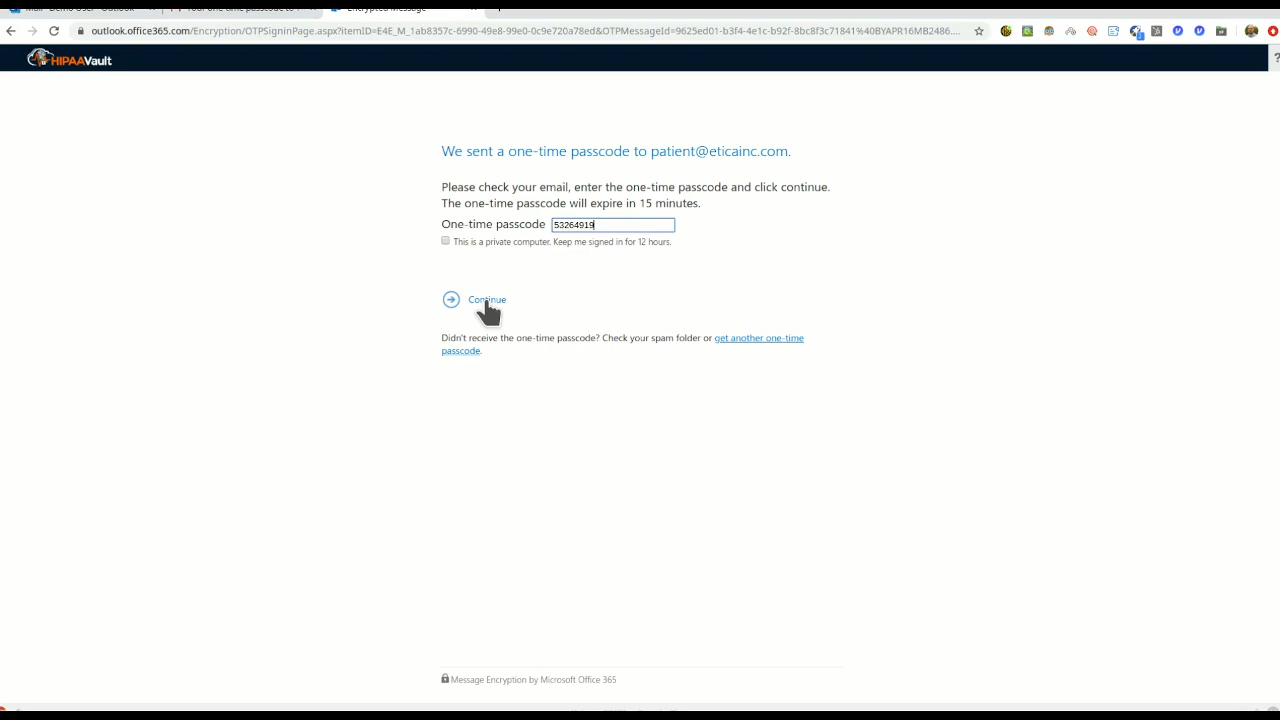 Encrypted Message
outlook.office365.com/Encryption/OTPSigninPage.aspx?itemID=E4E_M_1ab8357c-6990-49e8-99e0-0c9620a78ed&OTPMessageId=9625ed01-b3f4-4e1c-b92f-8bc8f3c71841%40BYAPR16MB2486....
HIPAAVault
?
We sent a one-time passcode to patient@eticainc.com.
Please check your email, enter the one-time passcode and click continue.
The one-time passcode will expire in 15 minutes.
One-time passcode 53264919
This is a private computer. Keep me signed in for 12 hours.
Continue
Didn't receive the one-time passcode? Check your spam folder or get another one-time
passcode.
Message Encryption by Microsoft Office 365